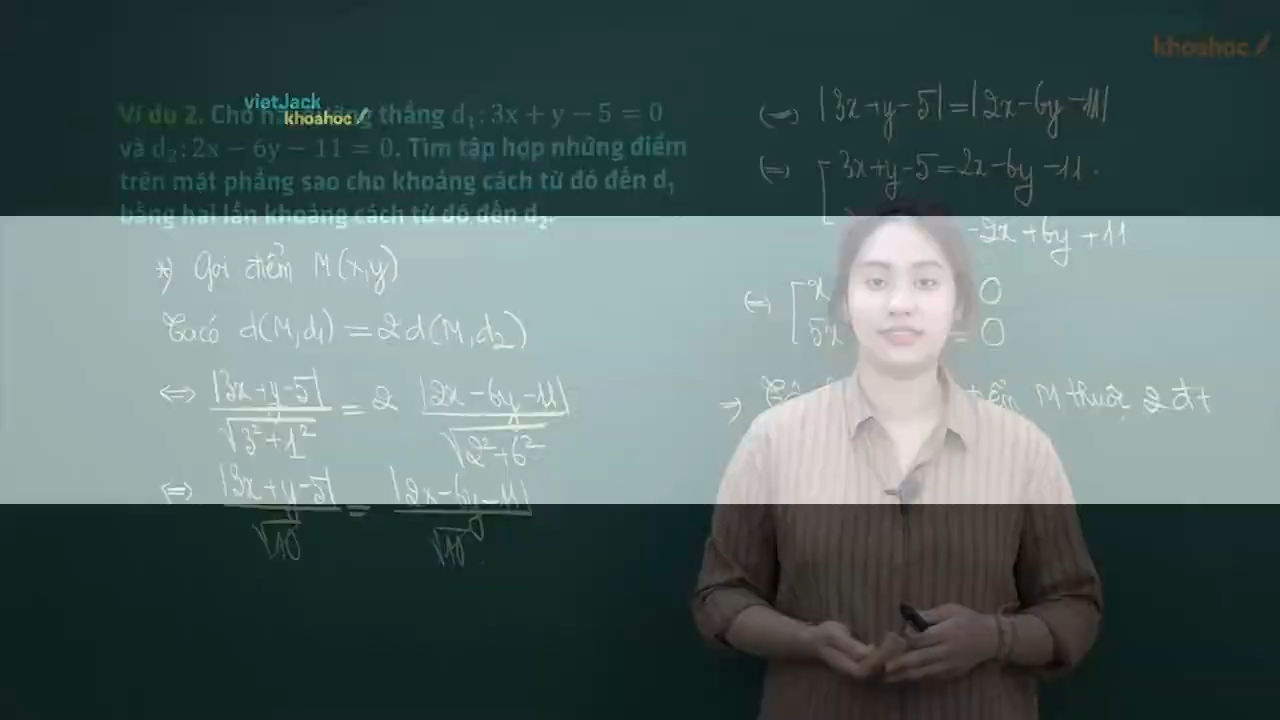 khoahoc
vietJack
khoahoc
Ví dụ 2. Cho hai đường thẳng d₁: 3x + y − 5 = 0
và d₂: 2x − 6y − 11 = 0. Tìm tập hợp những điểm
trên mặt phẳng sao cho khoảng cách từ đó đến d₁
bằng hai lần khoảng cách từ đó đến d₂.
*) Gọi điểm M(x,y)
Ta có d(M,d₁) = 2d(M,d₂)
⇔ |3x+y-5| / √(3²+1²) = 2 |2x-6y-11| / √(2²+6²)
⇔ |3x+y-5| / √10 = |2x-6y-11| / √10
⇔ |3x+y-5| = |2x-6y-11|
⇔ [ 3x+y-5 = 2x-6y-11.
-2x+6y+11
⇔ [ x 0
5x = 0
⇒ điểm M thuộc 2 đt